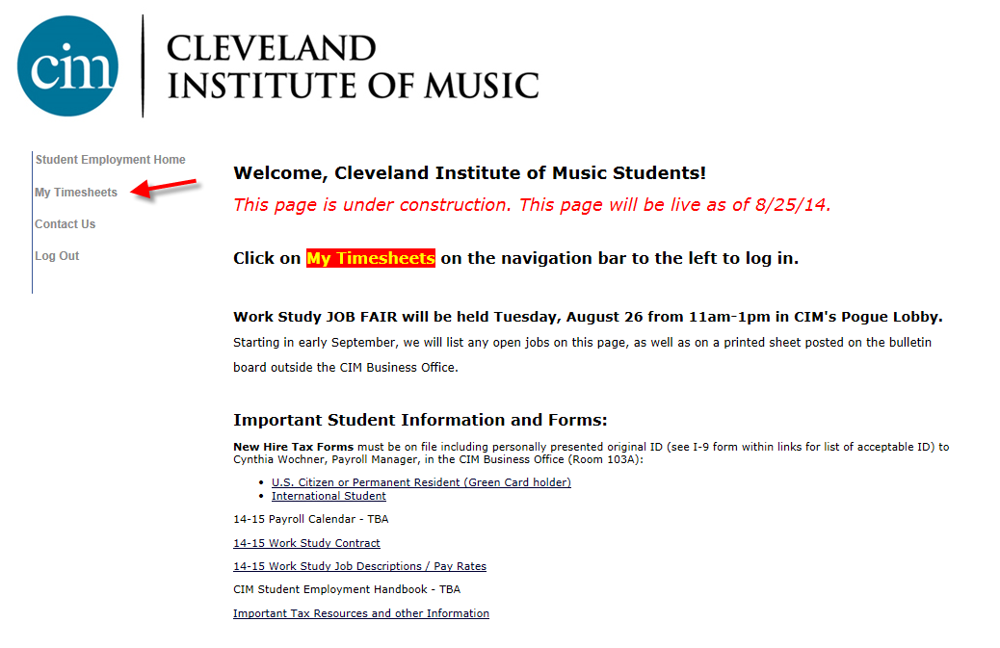 cim
CLEVELAND
INSTITUTE OF MUSIC
Student Employment Home
My Timesheets
Contact Us
Log Out
Welcome, Cleveland Institute of Music Students!
This page is under construction. This page will be live as of 8/25/14.
Click on My Timesheets on the navigation bar to the left to log in.
Work Study JOB FAIR will be held Tuesday, August 26 from 11am-1pm in CIM's Pogue Lobby.
Starting in early September, we will list any open jobs on this page, as well as on a printed sheet posted on the bulletin
board outside the CIM Business Office.
Important Student Information and Forms:
New Hire Tax Forms must be on file including personally presented original ID (see I-9 form within links for list of acceptable ID) to
Cynthia Wochner, Payroll Manager, in the CIM Business Office (Room 103A):
• U.S. Citizen or Permanent Resident (Green Card holder)
• International Student
14-15 Payroll Calendar - TBA
14-15 Work Study Contract
14-15 Work Study Job Descriptions / Pay Rates
CIM Student Employment Handbook - TBA
Important Tax Resources and other Information